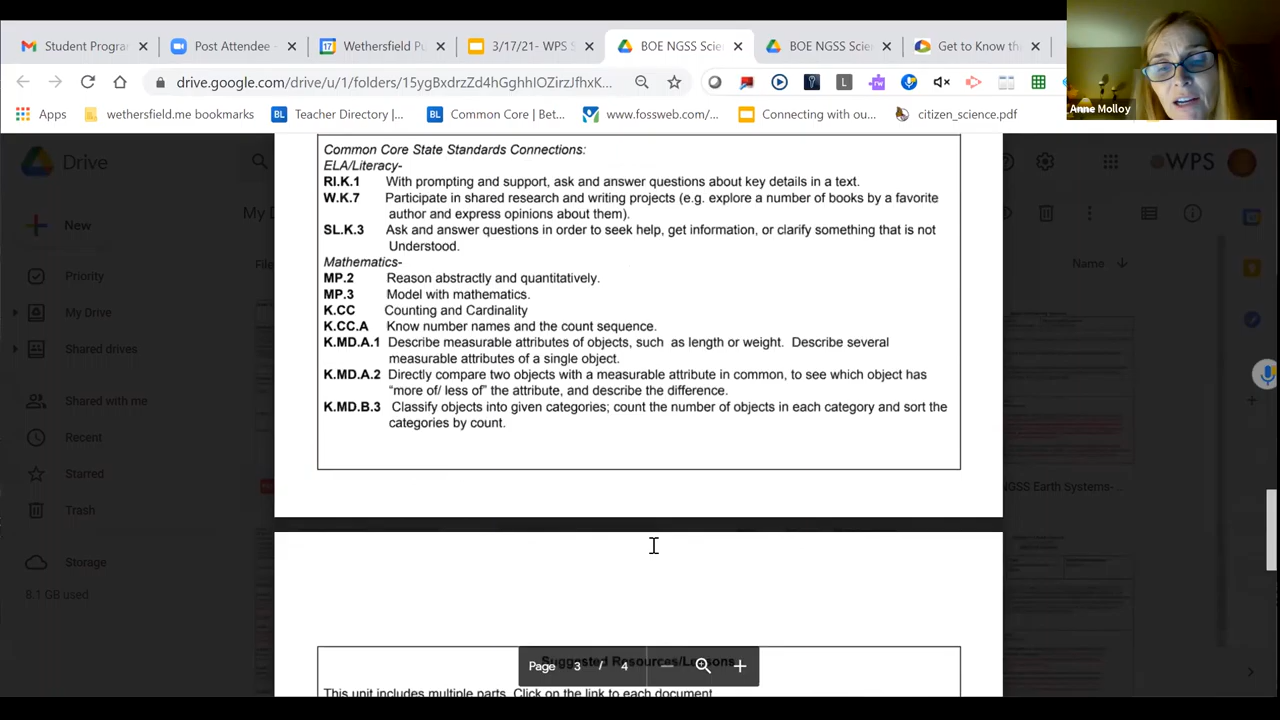 Student Progra
Post Attendee -
Wethersfield Pu
3/17/21- WPS S
BOE NGSS Scie
BOE NGSS Scien
Get to Know th
drive.google.com/drive/u/1/folders/15ygBxdrzZd4hGghhIOZirzJfhxK...
Anne Molloy
Apps
wethersfield.me bookmarks
Teacher Directory |...
Common Core | Bet...
www.fossweb.com/...
Connecting with ou...
citizen_science.pdf
Drive
WPS
New
My D
Priority
My Drive
Shared drives
Shared with me
Recent
Starred
Trash
Storage
8.1 GB used
File
Name
NGSS Earth Systems-...
Common Core State Standards Connections:
ELA/Literacy-
RI.K.1 With prompting and support, ask and answer questions about key details in a text.
W.K.7 Participate in shared research and writing projects (e.g. explore a number of books by a favorite
author and express opinions about them).
SL.K.3 Ask and answer questions in order to seek help, get information, or clarify something that is not
Understood.
Mathematics-
MP.2 Reason abstractly and quantitatively.
MP.3 Model with mathematics.
K.CC Counting and Cardinality
K.CC.A Know number names and the count sequence.
K.MD.A.1 Describe measurable attributes of objects, such as length or weight. Describe several
measurable attributes of a single object.
K.MD.A.2 Directly compare two objects with a measurable attribute in common, to see which object has
"more of/ less of" the attribute, and describe the difference.
K.MD.B.3 Classify objects into given categories; count the number of objects in each category and sort the
categories by count.
Suggested Resources/Lessons
Page 3 / 4
This unit includes multiple parts. Click on the link to each document